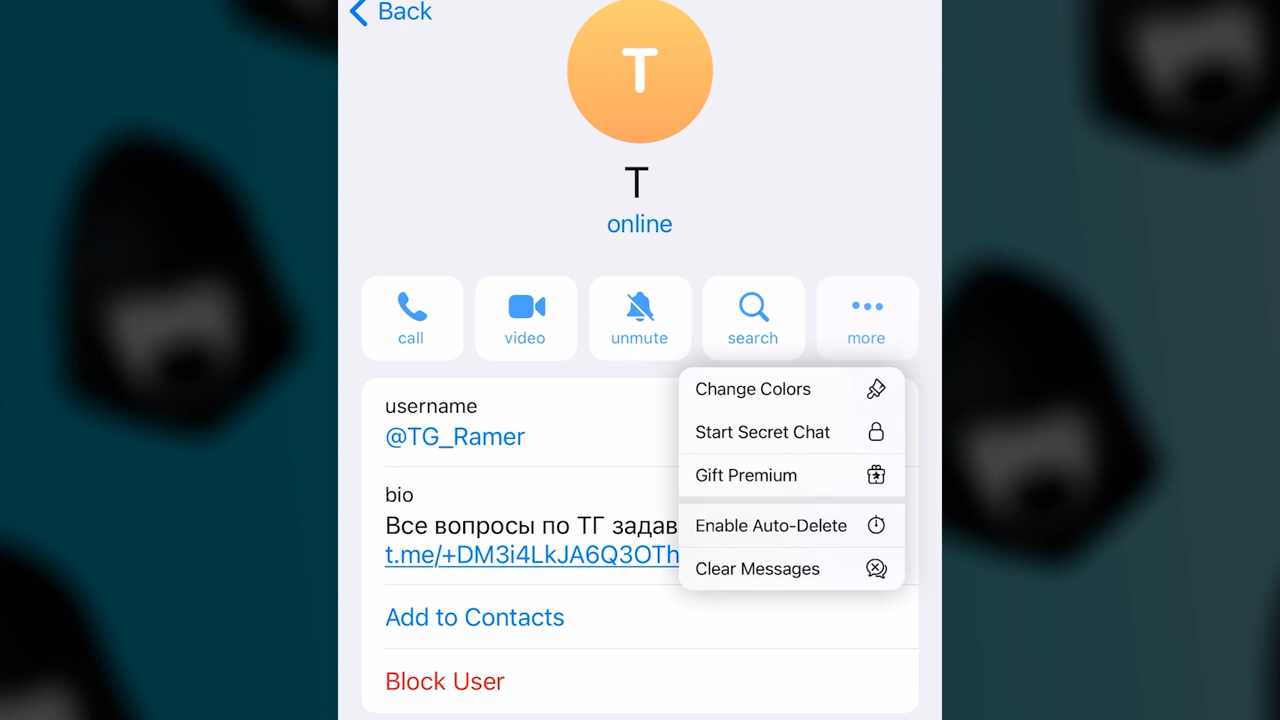 Back
T
T
online
call
video
unmute
search
more
Change Colors
Start Secret Chat
Gift Premium
Enable Auto-Delete
Clear Messages
username
@TG_Ramer
bio
Все вопросы по ТГ задав
t.me/+DM3i4LkJA6Q3OTh
Add to Contacts
Block User